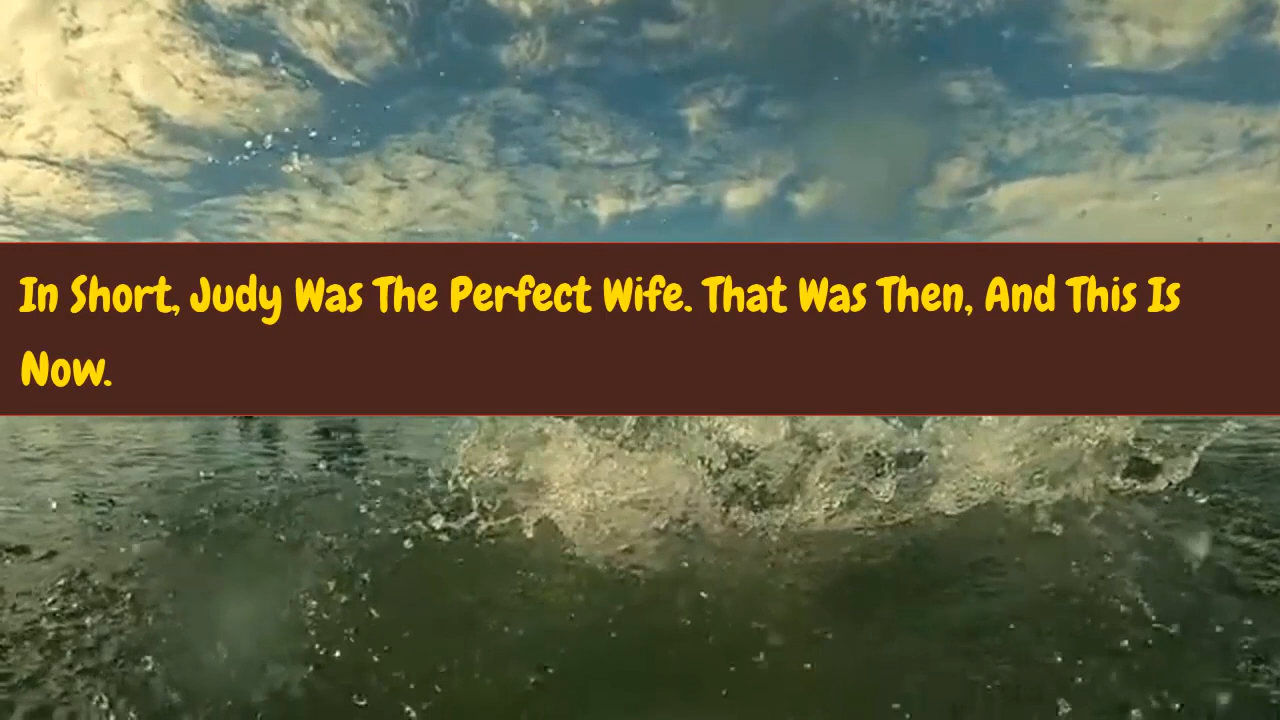 In Short, Judy Was The Perfect Wife. That Was Then, And This Is
Now.